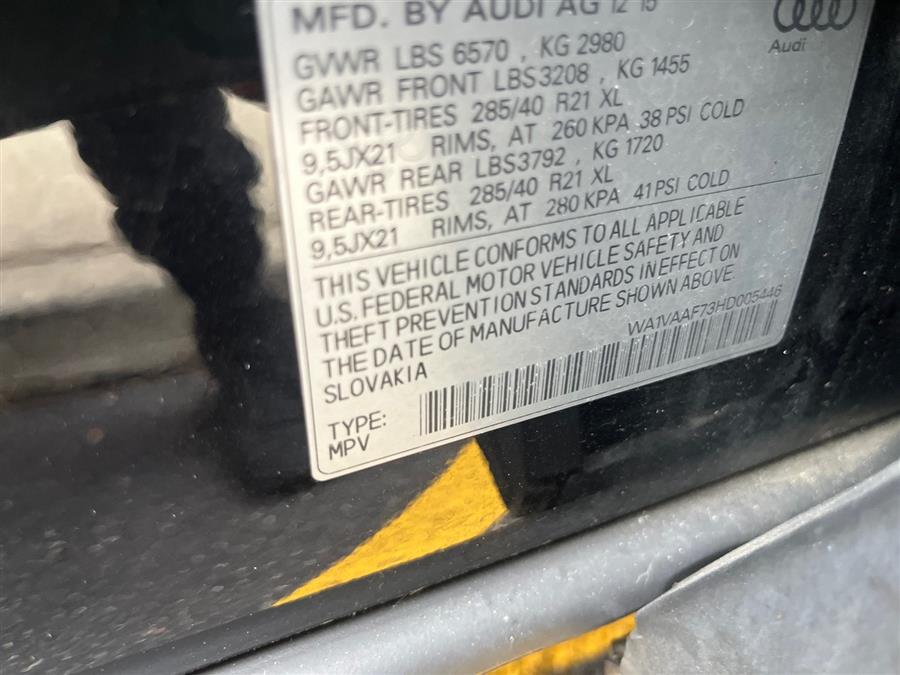 MFD. BY AUDI AG 12 15
Audi
GVWR LBS 6570 , KG 2980
GAWR FRONT LBS3208 , KG 1455
FRONT-TIRES 285/40 R21 XL
9,5JX21 RIMS, AT 260 KPA 38 PSI COLD
GAWR REAR LBS3792 , KG 1720
REAR-TIRES 285/40 R21 XL
9,5JX21 RIMS, AT 280 KPA 41 PSI COLD
THIS VEHICLE CONFORMS TO ALL APPLICABLE
U.S. FEDERAL MOTOR VEHICLE SAFETY AND
THEFT PREVENTION STANDARDS IN EFFECT ON
THE DATE OF MANUFACTURE SHOWN ABOVE
SLOVAKIA
WA1VAAF73HD005446
TYPE:
MPV